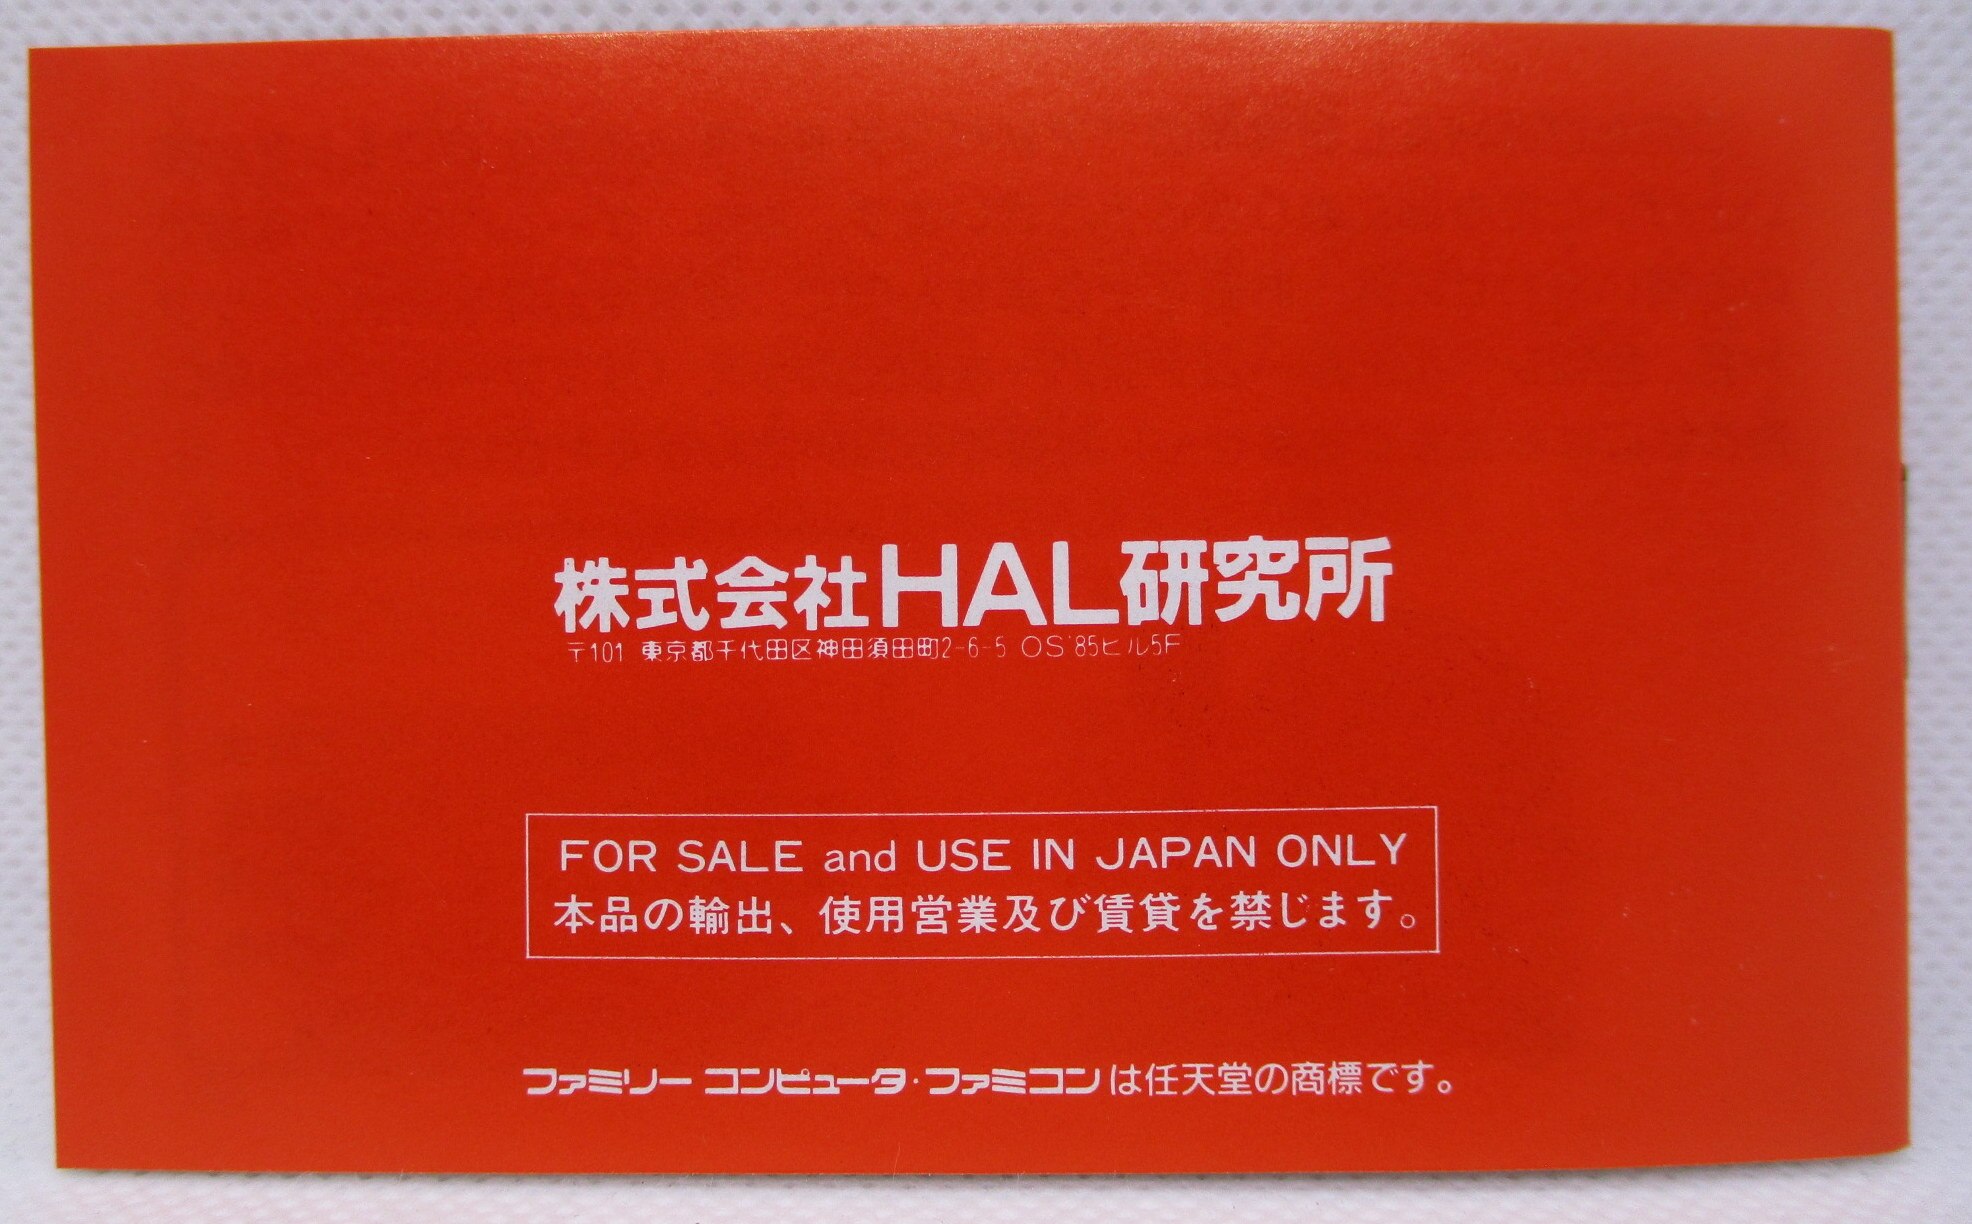 株式会社HAL研究所
〒101 東京都千代田区神田須田町2-6-5 OS'85ビル5F
FOR SALE and USE IN JAPAN ONLY
本品の輸出、使用営業及び賃貸を禁じます。
ファミリー コンピュータ・ファミコンは任天堂の商標です。